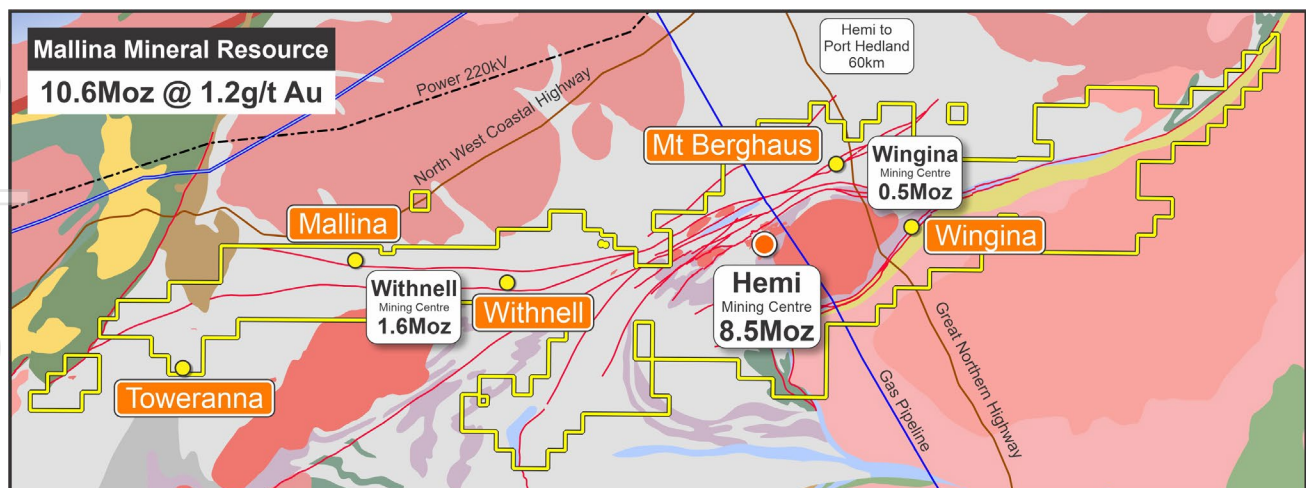 Mallina Mineral Resource
10.6Moz @ 1.2g/t Au
Power 220kV
North West Coastal Highway
Hemi to
Port Hedland
60km
Mt Berghaus
Wingina
Mining Centre
0.5Moz
Mallina
Wingina
Withnell
Mining Centre
1.6Moz
Withnell
Hemi
Mining Centre
8.5Moz
Toweranna
Gas Pipeline
Great Northern Highway